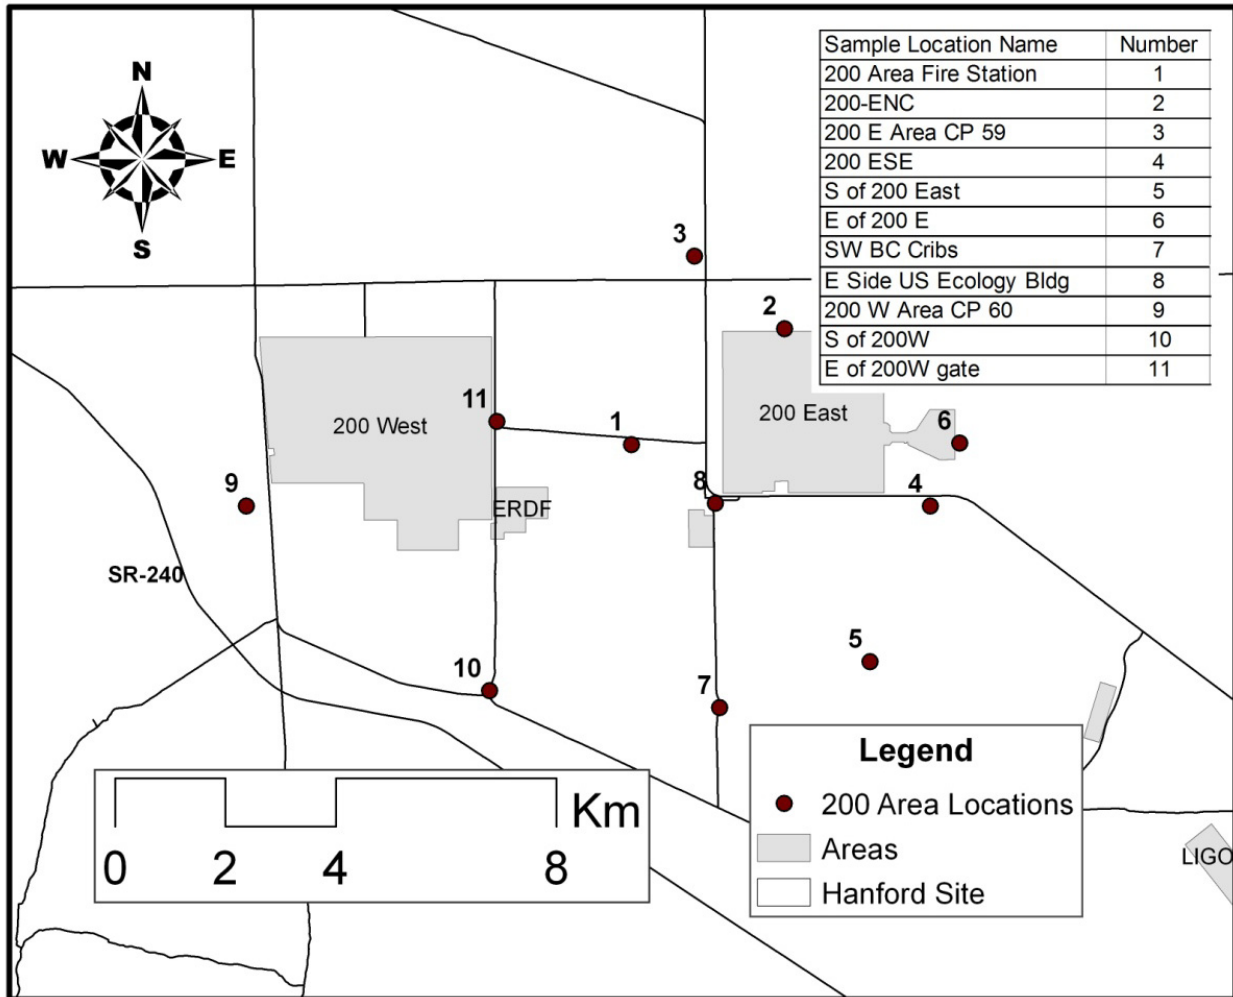 N
W E
S
Sample Location Name Number
200 Area Fire Station 1
200-ENC 2
200 E Area CP 59 3
200 ESE 4
S of 200 East 5
E of 200 E 6
SW BC Cribs 7
E Side US Ecology Bldg 8
200 W Area CP 60 9
S of 200W 10
E of 200W gate 11
3
2
11
200 West
1
200 East
6
9
8
4
ERDF
SR-240
5
10
7
Legend
200 Area Locations
Areas
Hanford Site
Km
0 2 4 8
LIGO